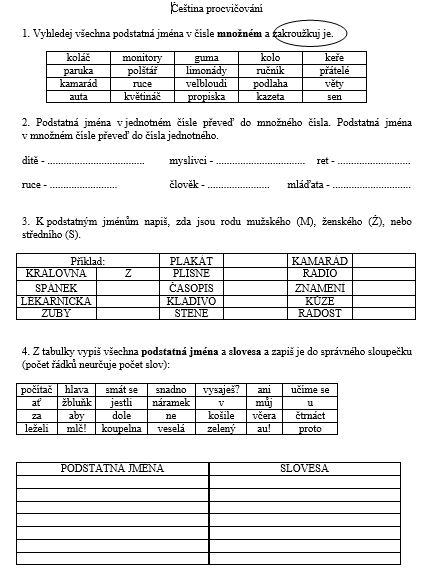 Čeština procvičování
1. Vyhledej všechna podstatná jména v čísle množném a zakroužkuj je.
koláč monitory guma kolo keře
paruka polštář limonády ručník přátelé
kamarád ruce velbloudi podlaha věty
auta květináč propiska kazeta sen
2. Podstatná jména v jednotném čísle převeď do množného čísla. Podstatná jména
v množném čísle převeď do čísla jednotného.
dítě - .................................. myslivci - ................................ ret - ..........................
ruce - ........................ člověk - ...................... mláďata - ............................
3. K podstatným jménům napiš, zda jsou rodu mužského (M), ženského (Ž), nebo
středního (S).
Příklad: PLAKÁT KAMARÁD
KRÁLOVNA Ž PLÍSNĚ RÁDIO
SPÁNEK ČASOPIS ZNAMENÍ
LÉKÁRNIČKA KLADIVO KŮŽE
ZUBY STĚNĚ RADOST
4. Z tabulky vypiš všechna podstatná jména a slovesa a zapiš je do správného sloupečku
(počet řádků neurčuje počet slov):
počítač hlava smát se snadno vysaješ? ani učíme se
ať žbluňk jestli náramek v můj u
za aby dole ne košile včera čtrnáct
leželi mlč! koupelna veselá zelený au! proto
PODSTATNÁ JMÉNA SLOVESA